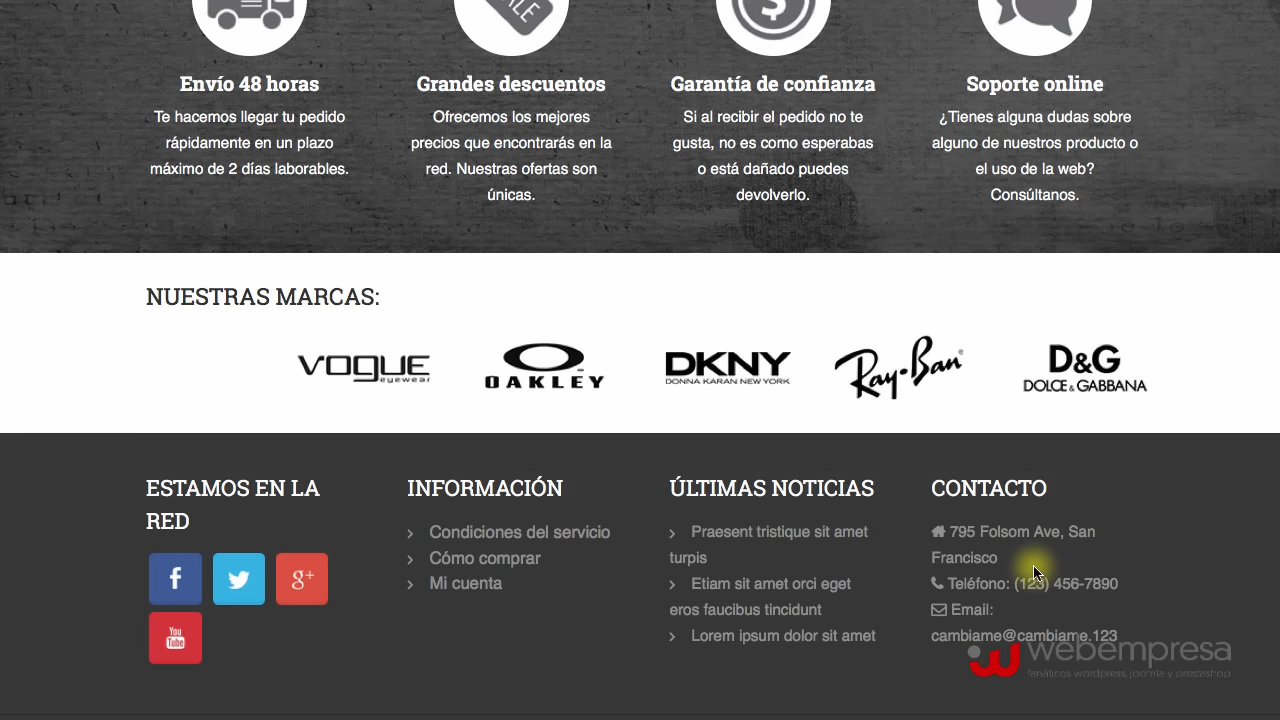 SALE
$
Envío 48 horas
Te hacemos llegar tu pedido
rápidamente en un plazo
máximo de 2 días laborables.
Grandes descuentos
Ofrecemos los mejores
precios que encontrarás en la
red. Nuestras ofertas son
únicas.
Garantía de confianza
Si al recibir el pedido no te
gusta, no es como esperabas
o está dañado puedes
devolverlo.
Soporte online
¿Tienes alguna dudas sobre
alguno de nuestros producto o
el uso de la web?
Consúltanos.
NUESTRAS MARCAS:
VOGUE
eyewear
OAKLEY
DKNY
DONNA KARAN NEW YORK
Ray-Ban®
D&G
DOLCE & GABBANA
ESTAMOS EN LA
RED
f
g+
You
Tube
INFORMACIÓN
Condiciones del servicio
Cómo comprar
Mi cuenta
ÚLTIMAS NOTICIAS
Praesent tristique sit amet
turpis
Etiam sit amet orci eget
eros faucibus tincidunt
Lorem ipsum dolor sit amet
CONTACTO
795 Folsom Ave, San
Francisco
Teléfono: (123) 456-7890
Email:
cambiame@cambiame.123
webempresa
fanáticos wordpress, joomla y prestashop